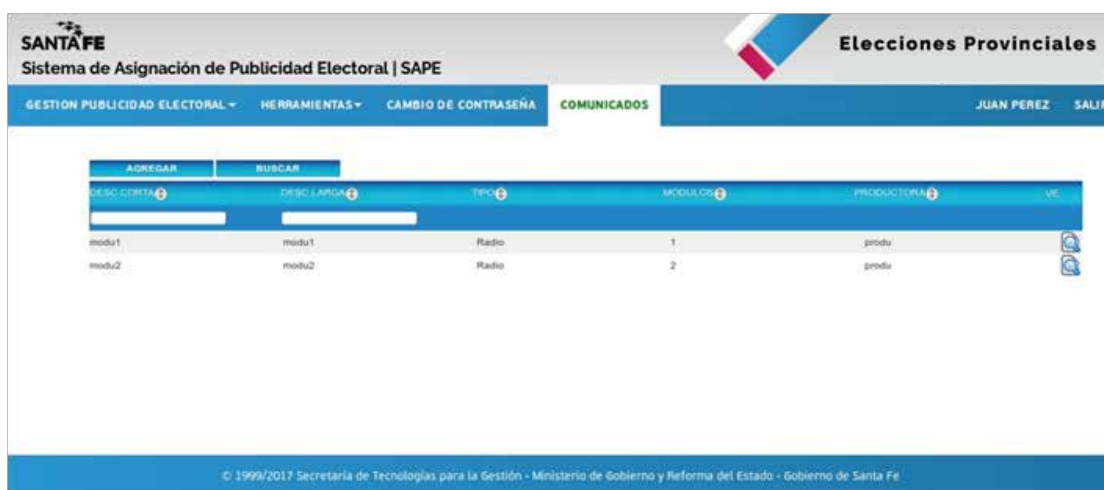 SANTA FE
Elecciones Provinciales
Sistema de Asignación de Publicidad Electoral | SAPE
GESTION PUBLICIDAD ELECTORAL HERRAMIENTAS CAMBIO DE CONTRASEÑA COMUNICADOS JUAN PEREZ SALIR
AGREGAR BUSCAR
DESC CORTA DESC LARGA TIPO MODULOS PRODUCTORA VE
modu1 modu1 Radio 1 produ
modu2 modu2 Radio 2 produ
© 1999/2017 Secretaría de Tecnologías para la Gestión - Ministerio de Gobierno y Reforma del Estado - Gobierno de Santa Fe